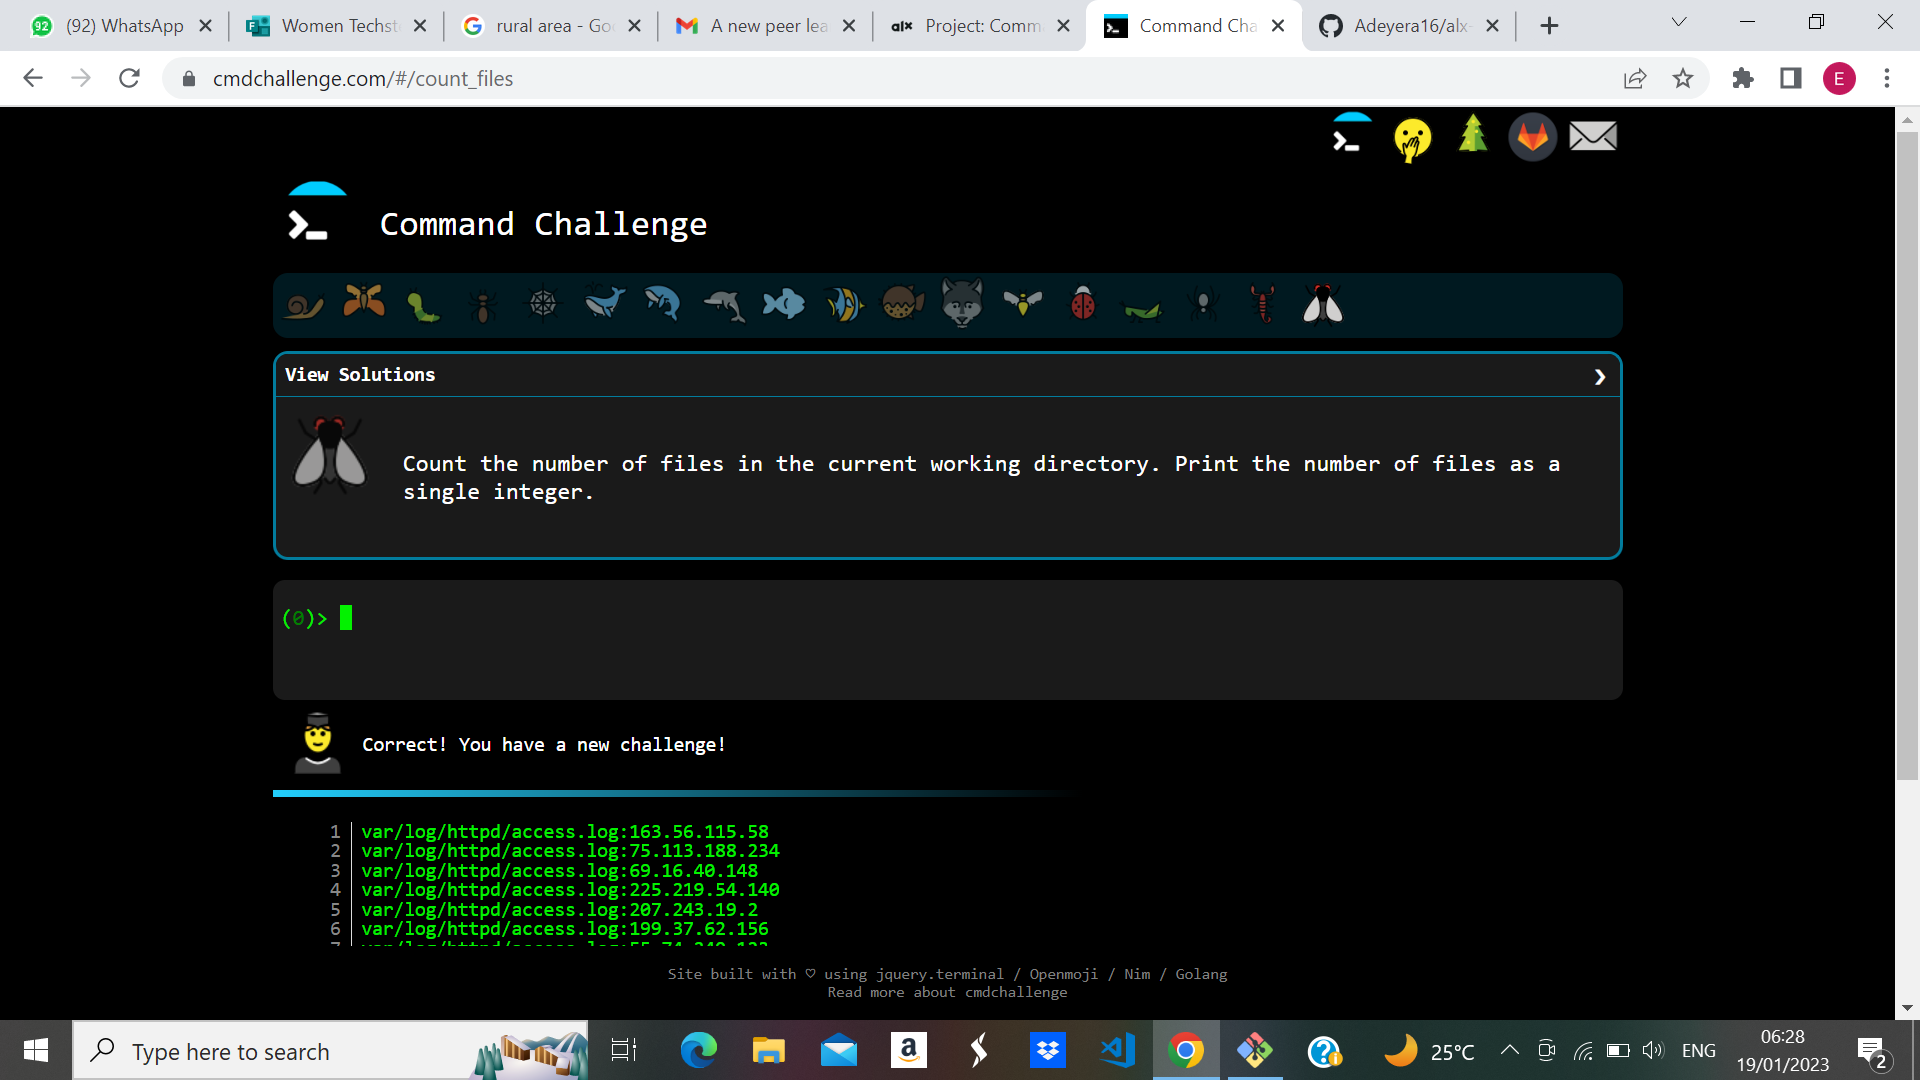 92 (92) WhatsApp
Women Techst
rural area - Goo
A new peer lea
alx Project: Comma
Command Cha
Adeyera16/alx-
cmdchallenge.com/#/count_files
E
Command Challenge
View Solutions
Count the number of files in the current working directory. Print the number of files as a
single integer.
(0)>
Correct! You have a new challenge!
1 var/log/httpd/access.log:163.56.115.58
2 var/log/httpd/access.log:75.113.188.234
3 var/log/httpd/access.log:69.16.40.148
4 var/log/httpd/access.log:225.219.54.140
5 var/log/httpd/access.log:207.243.19.2
6 var/log/httpd/access.log:199.37.62.156
Site built with ♡ using jquery.terminal / Openmoji / Nim / Golang
Read more about cmdchallenge
Type here to search
25°C
ENG
06:28
19/01/2023
2